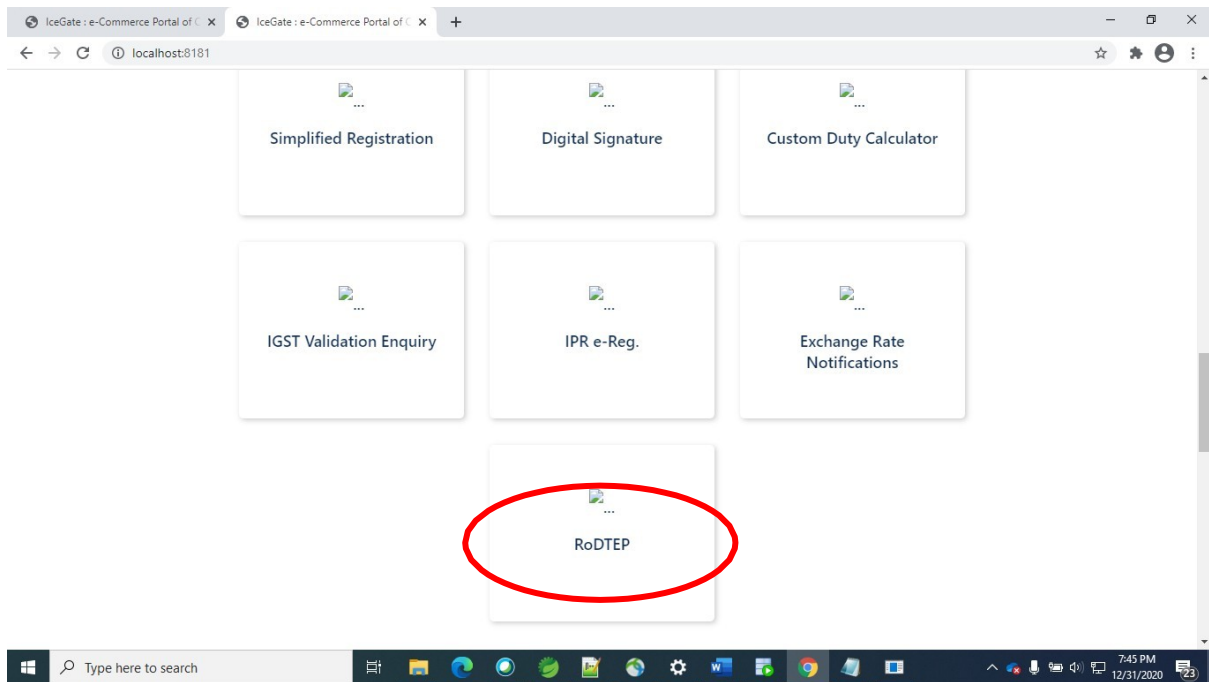 IceGate : e-Commerce Portal of C
IceGate : e-Commerce Portal of C
localhost:8181
...
...
...
Simplified Registration
Digital Signature
Custom Duty Calculator
...
...
...
IGST Validation Enquiry
IPR e-Reg.
Exchange Rate
Notifications
...
RoDTEP
Type here to search
7:45 PM
12/31/2020
23